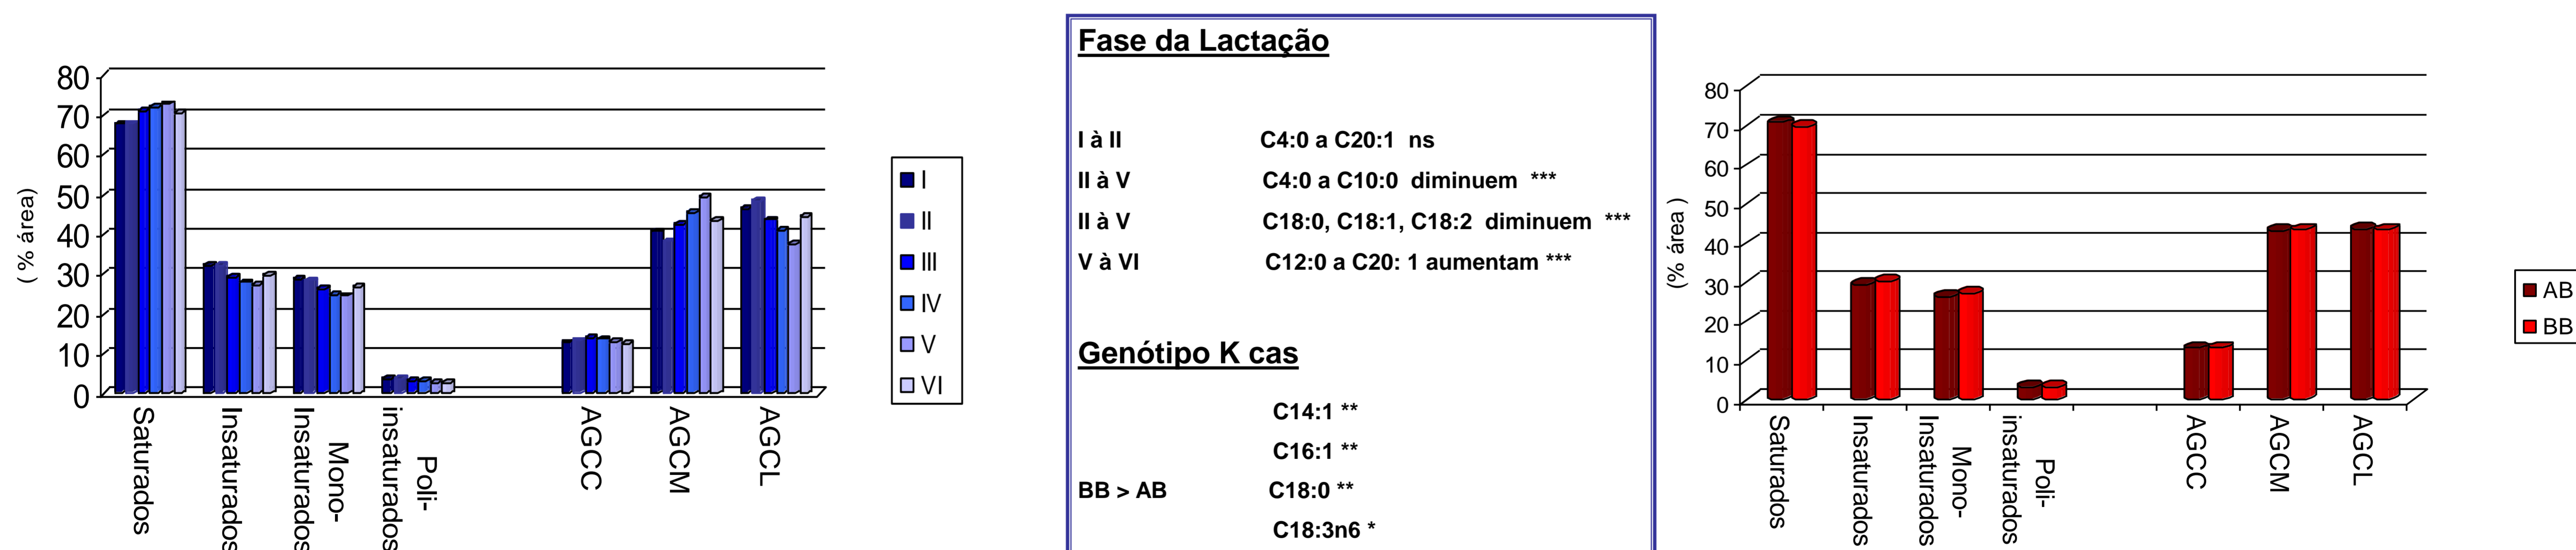 80
70
60
50
40
30
20
10
0
( % área)
Saturados
Insaturados
Mono-
Insaturados
Poli-
insaturados
AGCC
AGCM
AGCL
I
II
III
IV
V
VI
Fase da Lactação
I à II C4:0 a C20:1 ns
II à V C4:0 a C10:0 diminuem ***
II à V C18:0, C18:1, C18:2 diminuem ***
V à VI C12:0 a C20: 1 aumentam ***
Genótipo K cas
C14:1 **
C16:1 **
BB > AB C18:0 **
C18:3n6 *
80
70
60
50
40
30
20
10
0
(% área )
Saturados
Insaturados
Mono-
Insaturados
Poli-
insaturados
AGCC
AGCM
AGCL
AB
BB